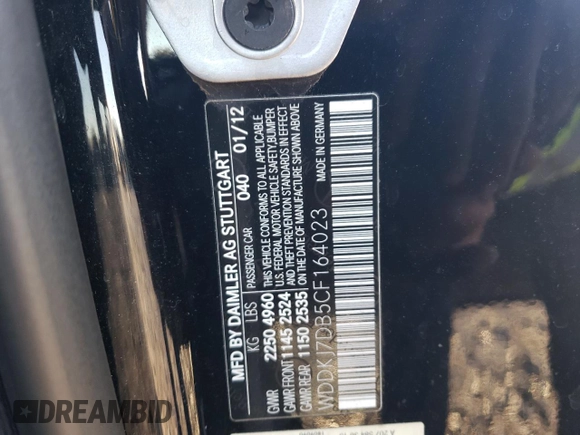 MFD BY DAIMLER AG STUTTGART
PASSENGER CAR 040 01/12
KG LBS
GVWR 2250 4960
GAWR FRONT 1145 2524
GAWR REAR 1150 2535
THIS VEHICLE CONFORMS TO ALL APPLICABLE
U.S. FEDERAL MOTOR VEHICLE SAFETY, BUMPER
AND THEFT PREVENTION STANDARDS IN EFFECT
ON THE DATE OF MANUFACTURE SHOWN ABOVE
WDDKJ7DB5CF164023
MADE IN GERMANY
DREAMBID